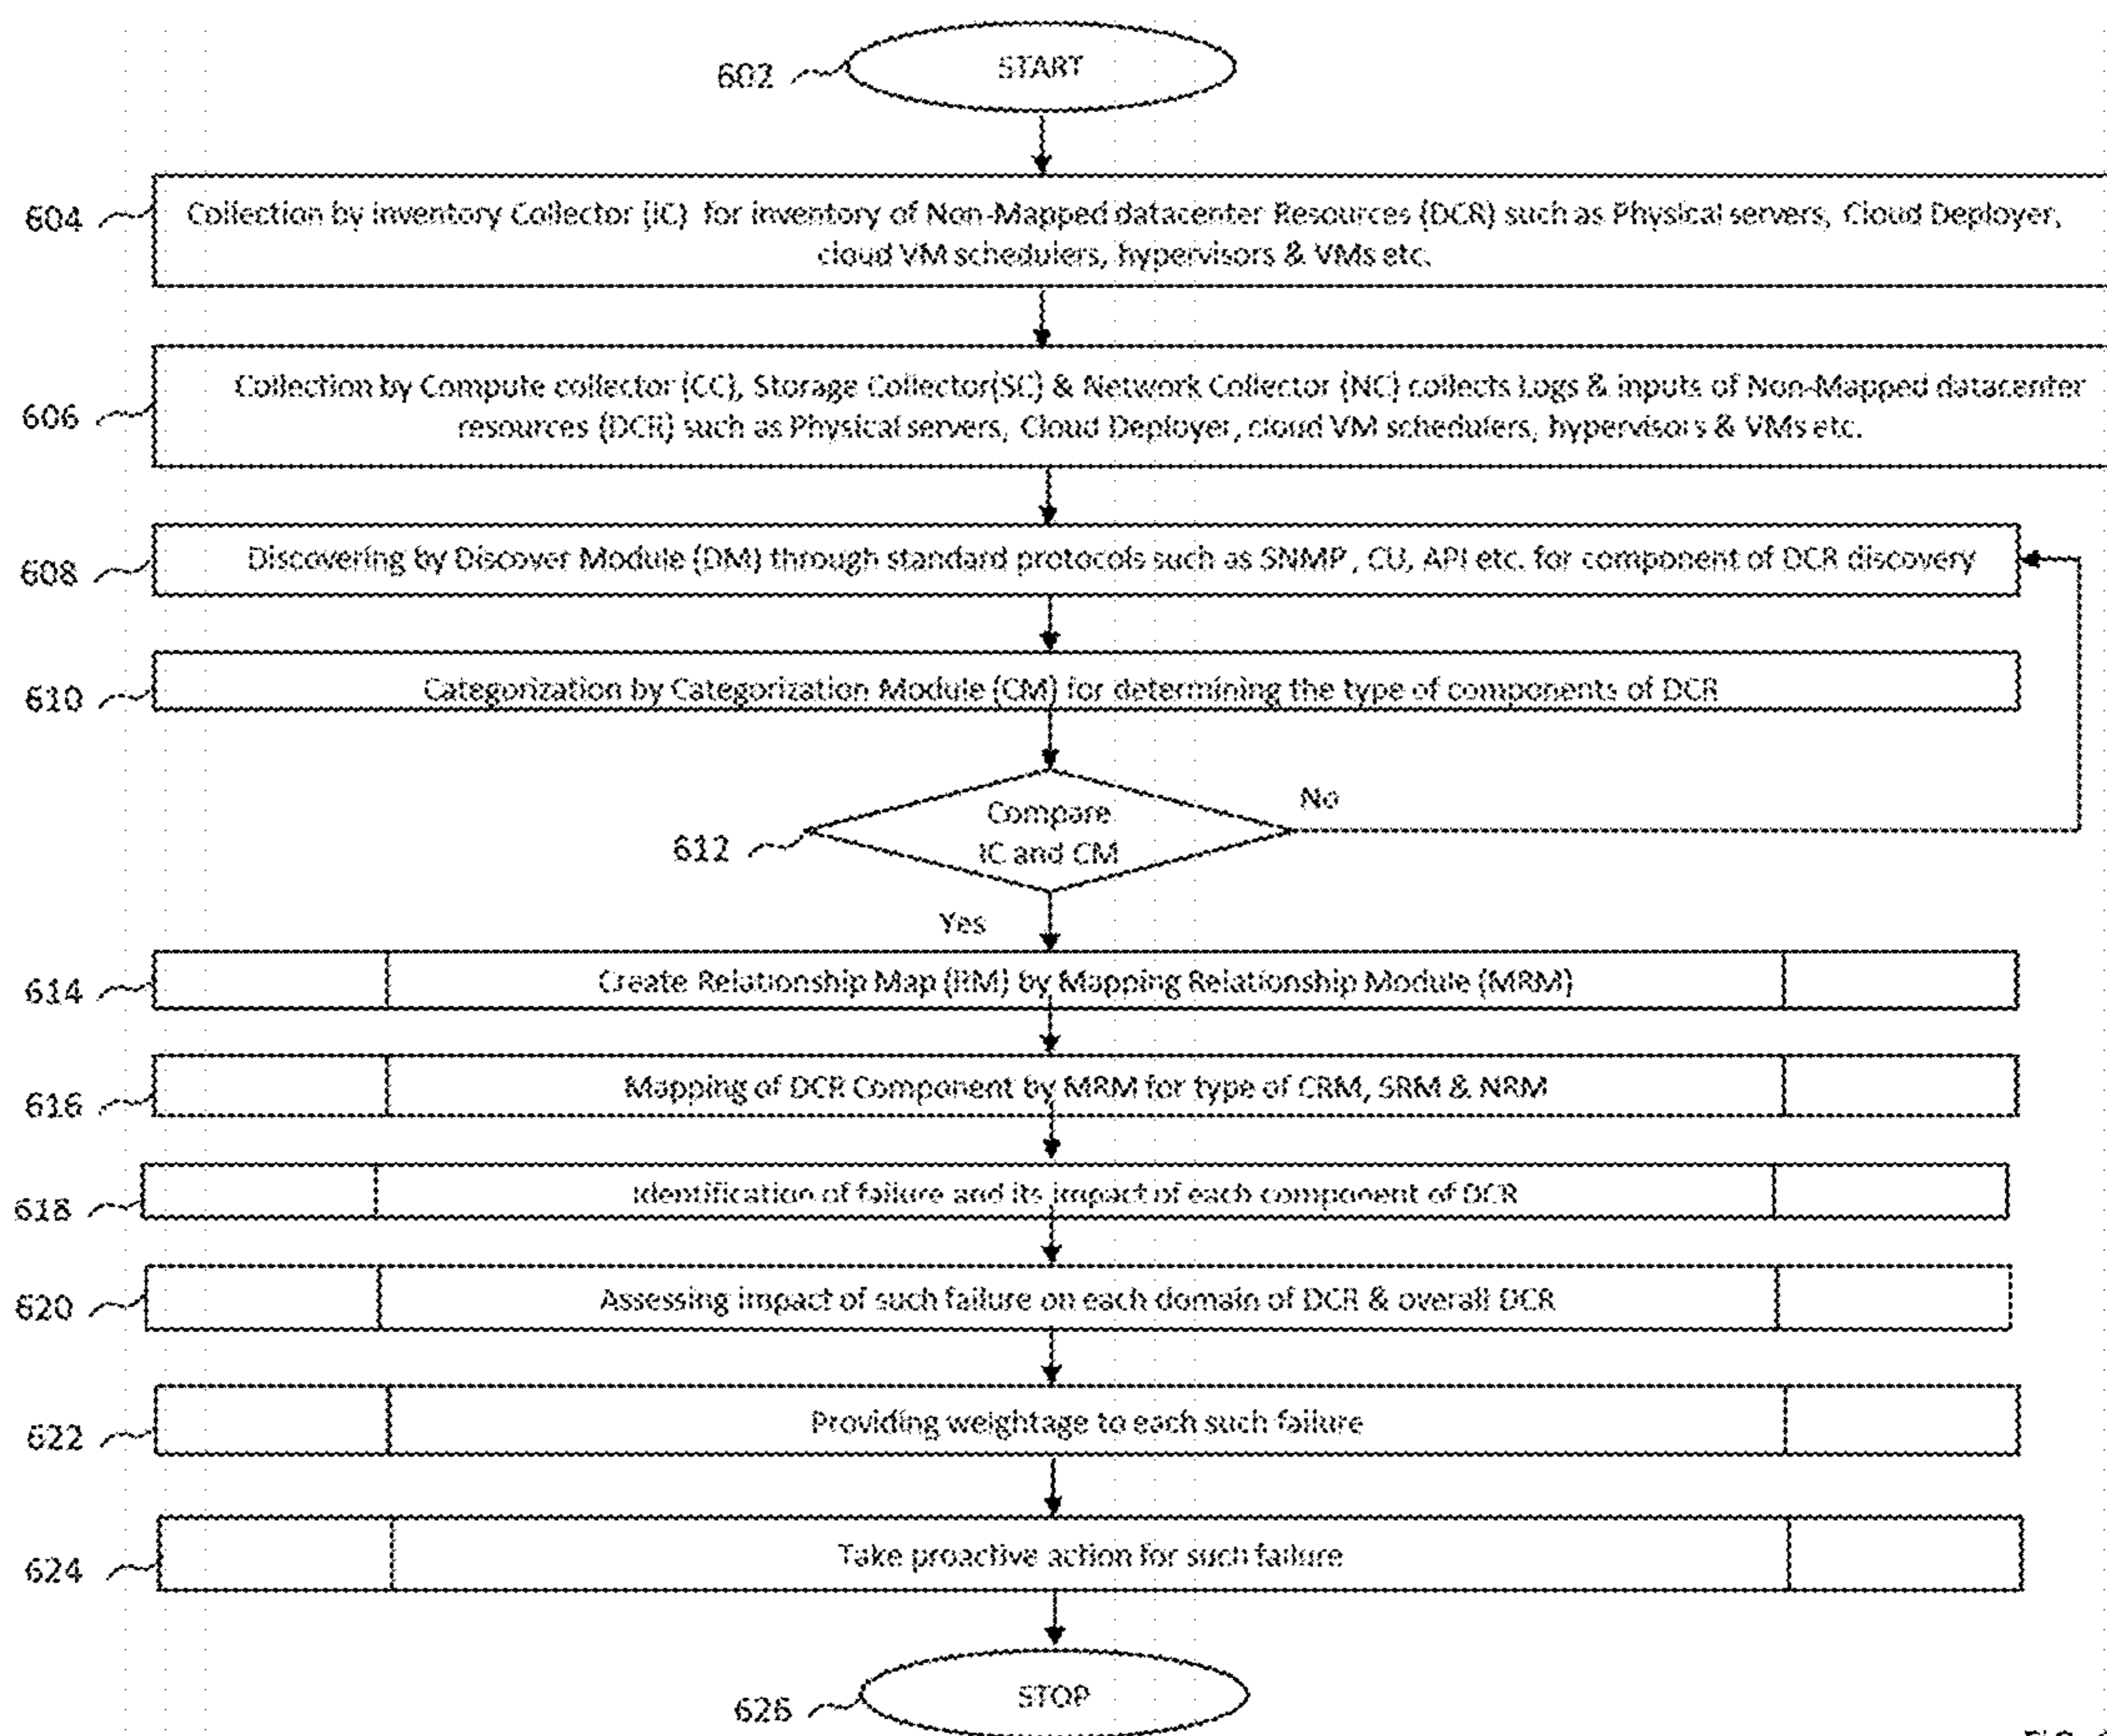 START
602
604
Collection by inventory Collector (IC) for inventory of Non-Mapped datacenter Resources (DCR) such as Physical servers, Cloud Deployer,
cloud VM schedulers, hypervisors & VMs etc.
606
Collection by Compute collector (CC), Storage Collector(SC) & Network Collector (NC) collects Logs & inputs of Non-Mapped datacenter
resources (DCR) such as Physical servers, Cloud Deployer, cloud VM schedulers, hypervisors & VMs etc.
608
Discovering by Discover Module (DM) through standard protocols such as SNMP , CLI, API etc. for component of DCR discovery
610
Categorization by Categorization Module (CM) for determining the type of components of DCR
612
Compare
IC and CM
No
Yes
614
Create Relationship Map (RM) by Mapping Relationship Module (MRM)
616
Mapping of DCR Component by MRM for type of CRM, SRM & NRM
618
Identification of failure and its impact of each component of DCR
620
Assessing impact of such failure on each domain of DCR & overall DCR
622
Providing weightage to each such failure
624
Take proactive action for such failure
626
STOP